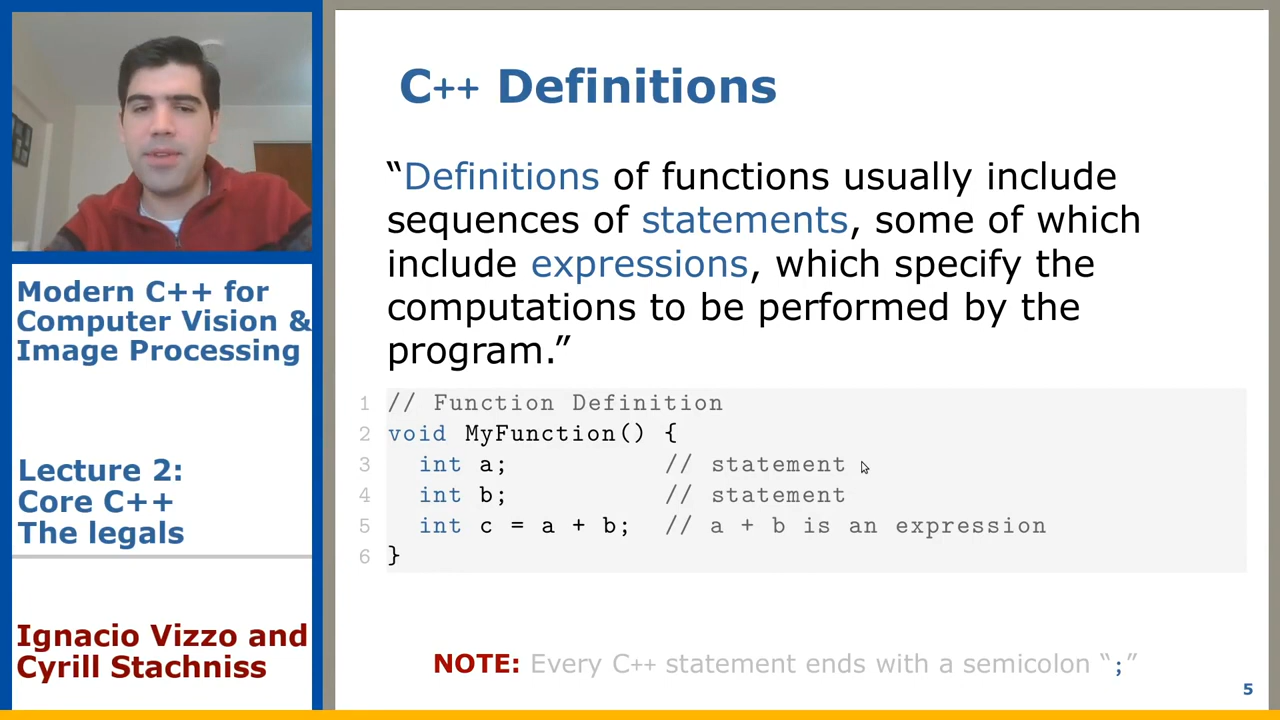 Modern C++ for
Computer Vision &
Image Processing
Lecture 2:
Core C++
The legals
Ignacio Vizzo and
Cyrill Stachniss
C++ Definitions
“Definitions of functions usually include
sequences of statements, some of which
include expressions, which specify the
computations to be performed by the
program.”
1 // Function Definition
2 void MyFunction() {
3   int a;          // statement
4   int b;          // statement
5   int c = a + b;  // a + b is an expression
6 }
NOTE: Every C++ statement ends with a semicolon “;”
5